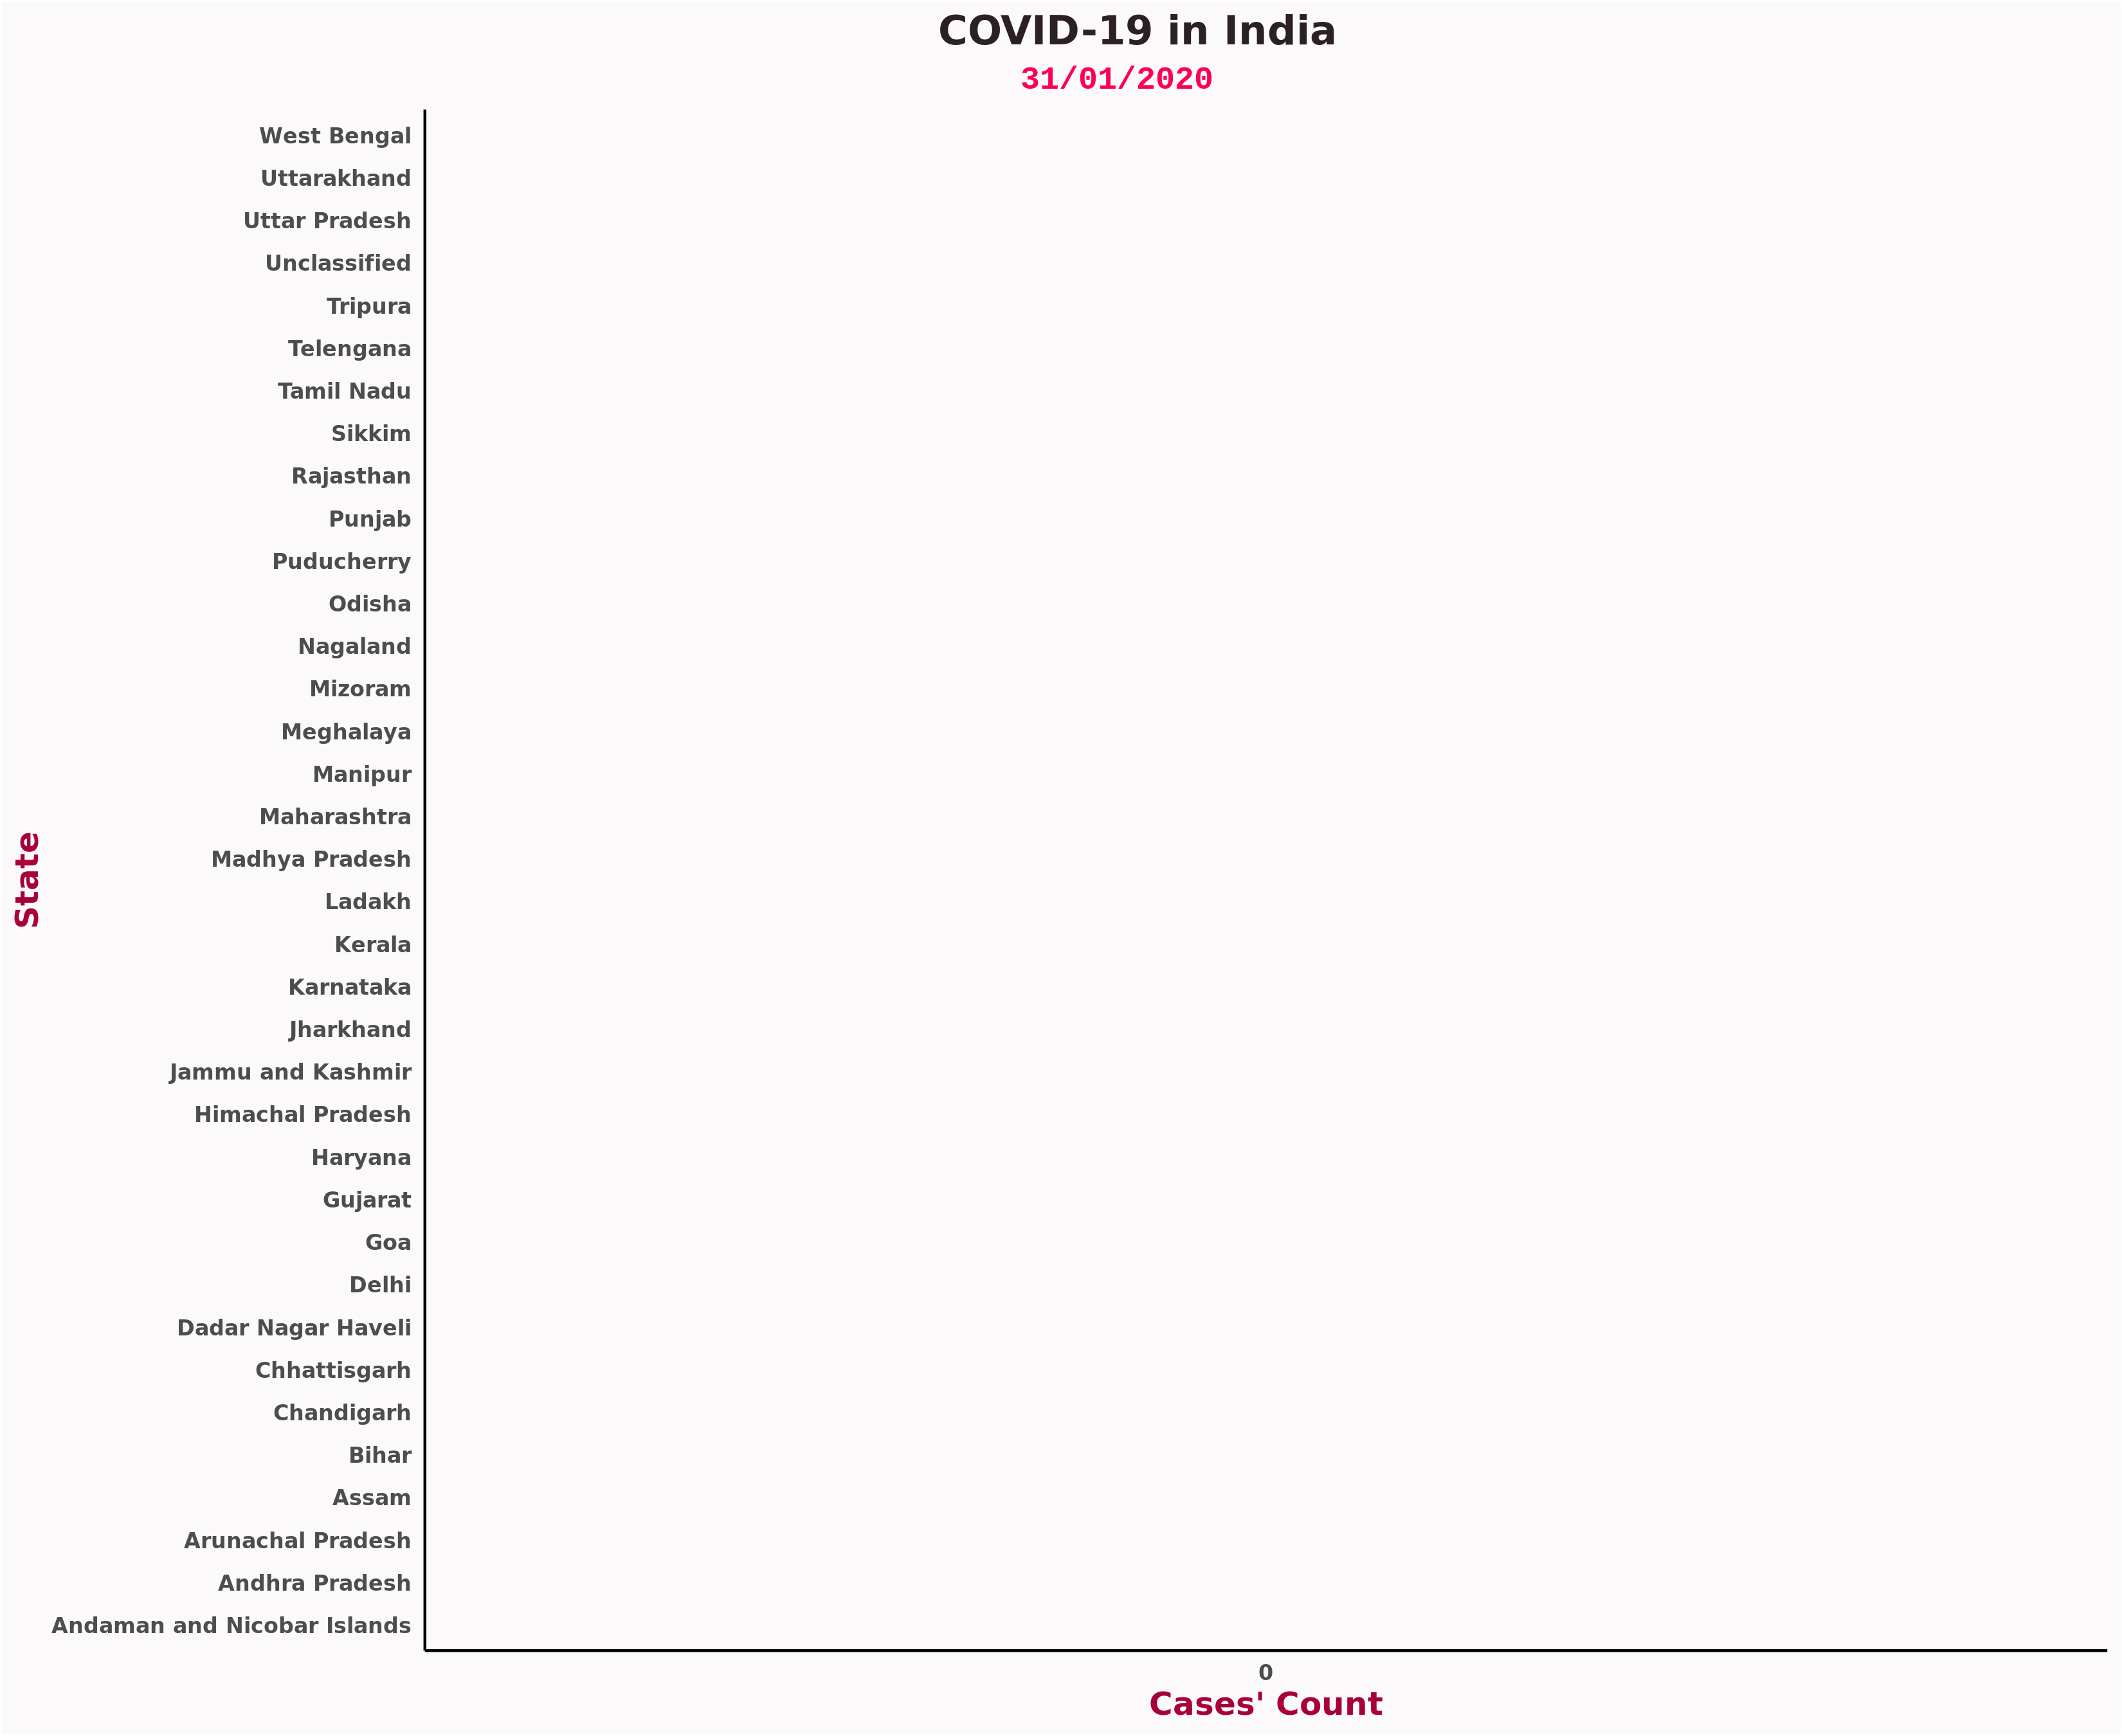 COVID-19 in India
31/01/2020
West Bengal
Uttarakhand
Uttar Pradesh
Unclassified
Tripura
Telengana
Tamil Nadu
Sikkim
Rajasthan
Punjab
Puducherry
Odisha
Nagaland
Mizoram
Meghalaya
Manipur
Maharashtra
Madhya Pradesh
Ladakh
Kerala
Karnataka
Jharkhand
Jammu and Kashmir
Himachal Pradesh
Haryana
Gujarat
Goa
Delhi
Dadar Nagar Haveli
Chhattisgarh
Chandigarh
Bihar
Assam
Arunachal Pradesh
Andhra Pradesh
Andaman and Nicobar Islands
State
0
Cases' Count